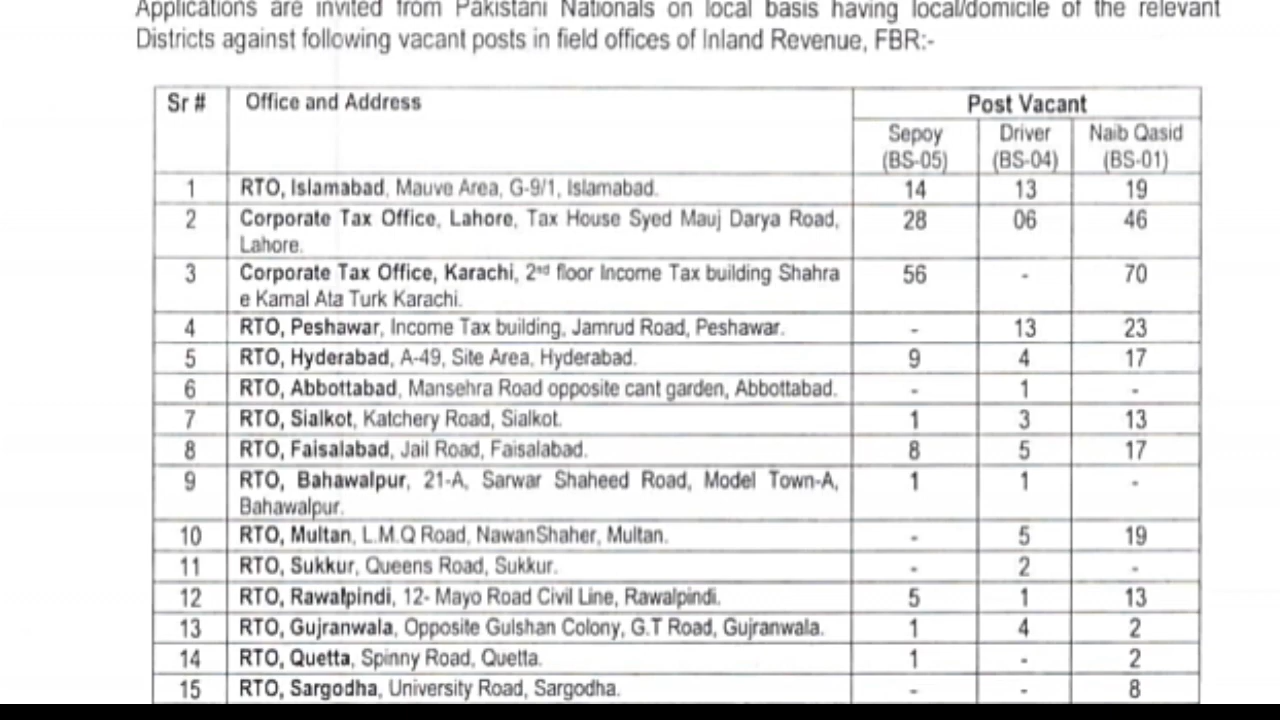 Applications are invited from Pakistani Nationals on local basis having local/domicile of the relevant
Districts against following vacant posts in field offices of Inland Revenue, FBR:-
Sr # Office and Address Post Vacant
Sepoy (BS-05) Driver (BS-04) Naib Qasid (BS-01)
1 RTO, Islamabad, Mauve Area, G-9/1, Islamabad. 14 13 19
2 Corporate Tax Office, Lahore, Tax House Syed Mauj Darya Road, 28 06 46
Lahore.
3 Corporate Tax Office, Karachi, 2nd floor Income Tax building Shahra 56 - 70
e Kamal Ata Turk Karachi.
4 RTO, Peshawar, Income Tax building, Jamrud Road, Peshawar. - 13 23
5 RTO, Hyderabad, A-49, Site Area, Hyderabad. 9 4 17
6 RTO, Abbottabad, Mansehra Road opposite cant garden, Abbottabad. - 1 -
7 RTO, Sialkot, Katchery Road, Sialkot. 1 3 13
8 RTO, Faisalabad, Jail Road, Faisalabad. 8 5 17
9 RTO, Bahawalpur, 21-A, Sarwar Shaheed Road, Model Town-A, 1 1 -
Bahawalpur.
10 RTO, Multan, L.M.Q Road, NawanShaher, Multan. - 5 19
11 RTO, Sukkur, Queens Road, Sukkur. - 2 -
12 RTO, Rawalpindi, 12- Mayo Road Civil Line, Rawalpindi. 5 1 13
13 RTO, Gujranwala, Opposite Gulshan Colony, G.T Road, Gujranwala. 1 4 2
14 RTO, Quetta, Spinny Road, Quetta. 1 - 2
15 RTO, Sargodha, University Road, Sargodha. - - 8